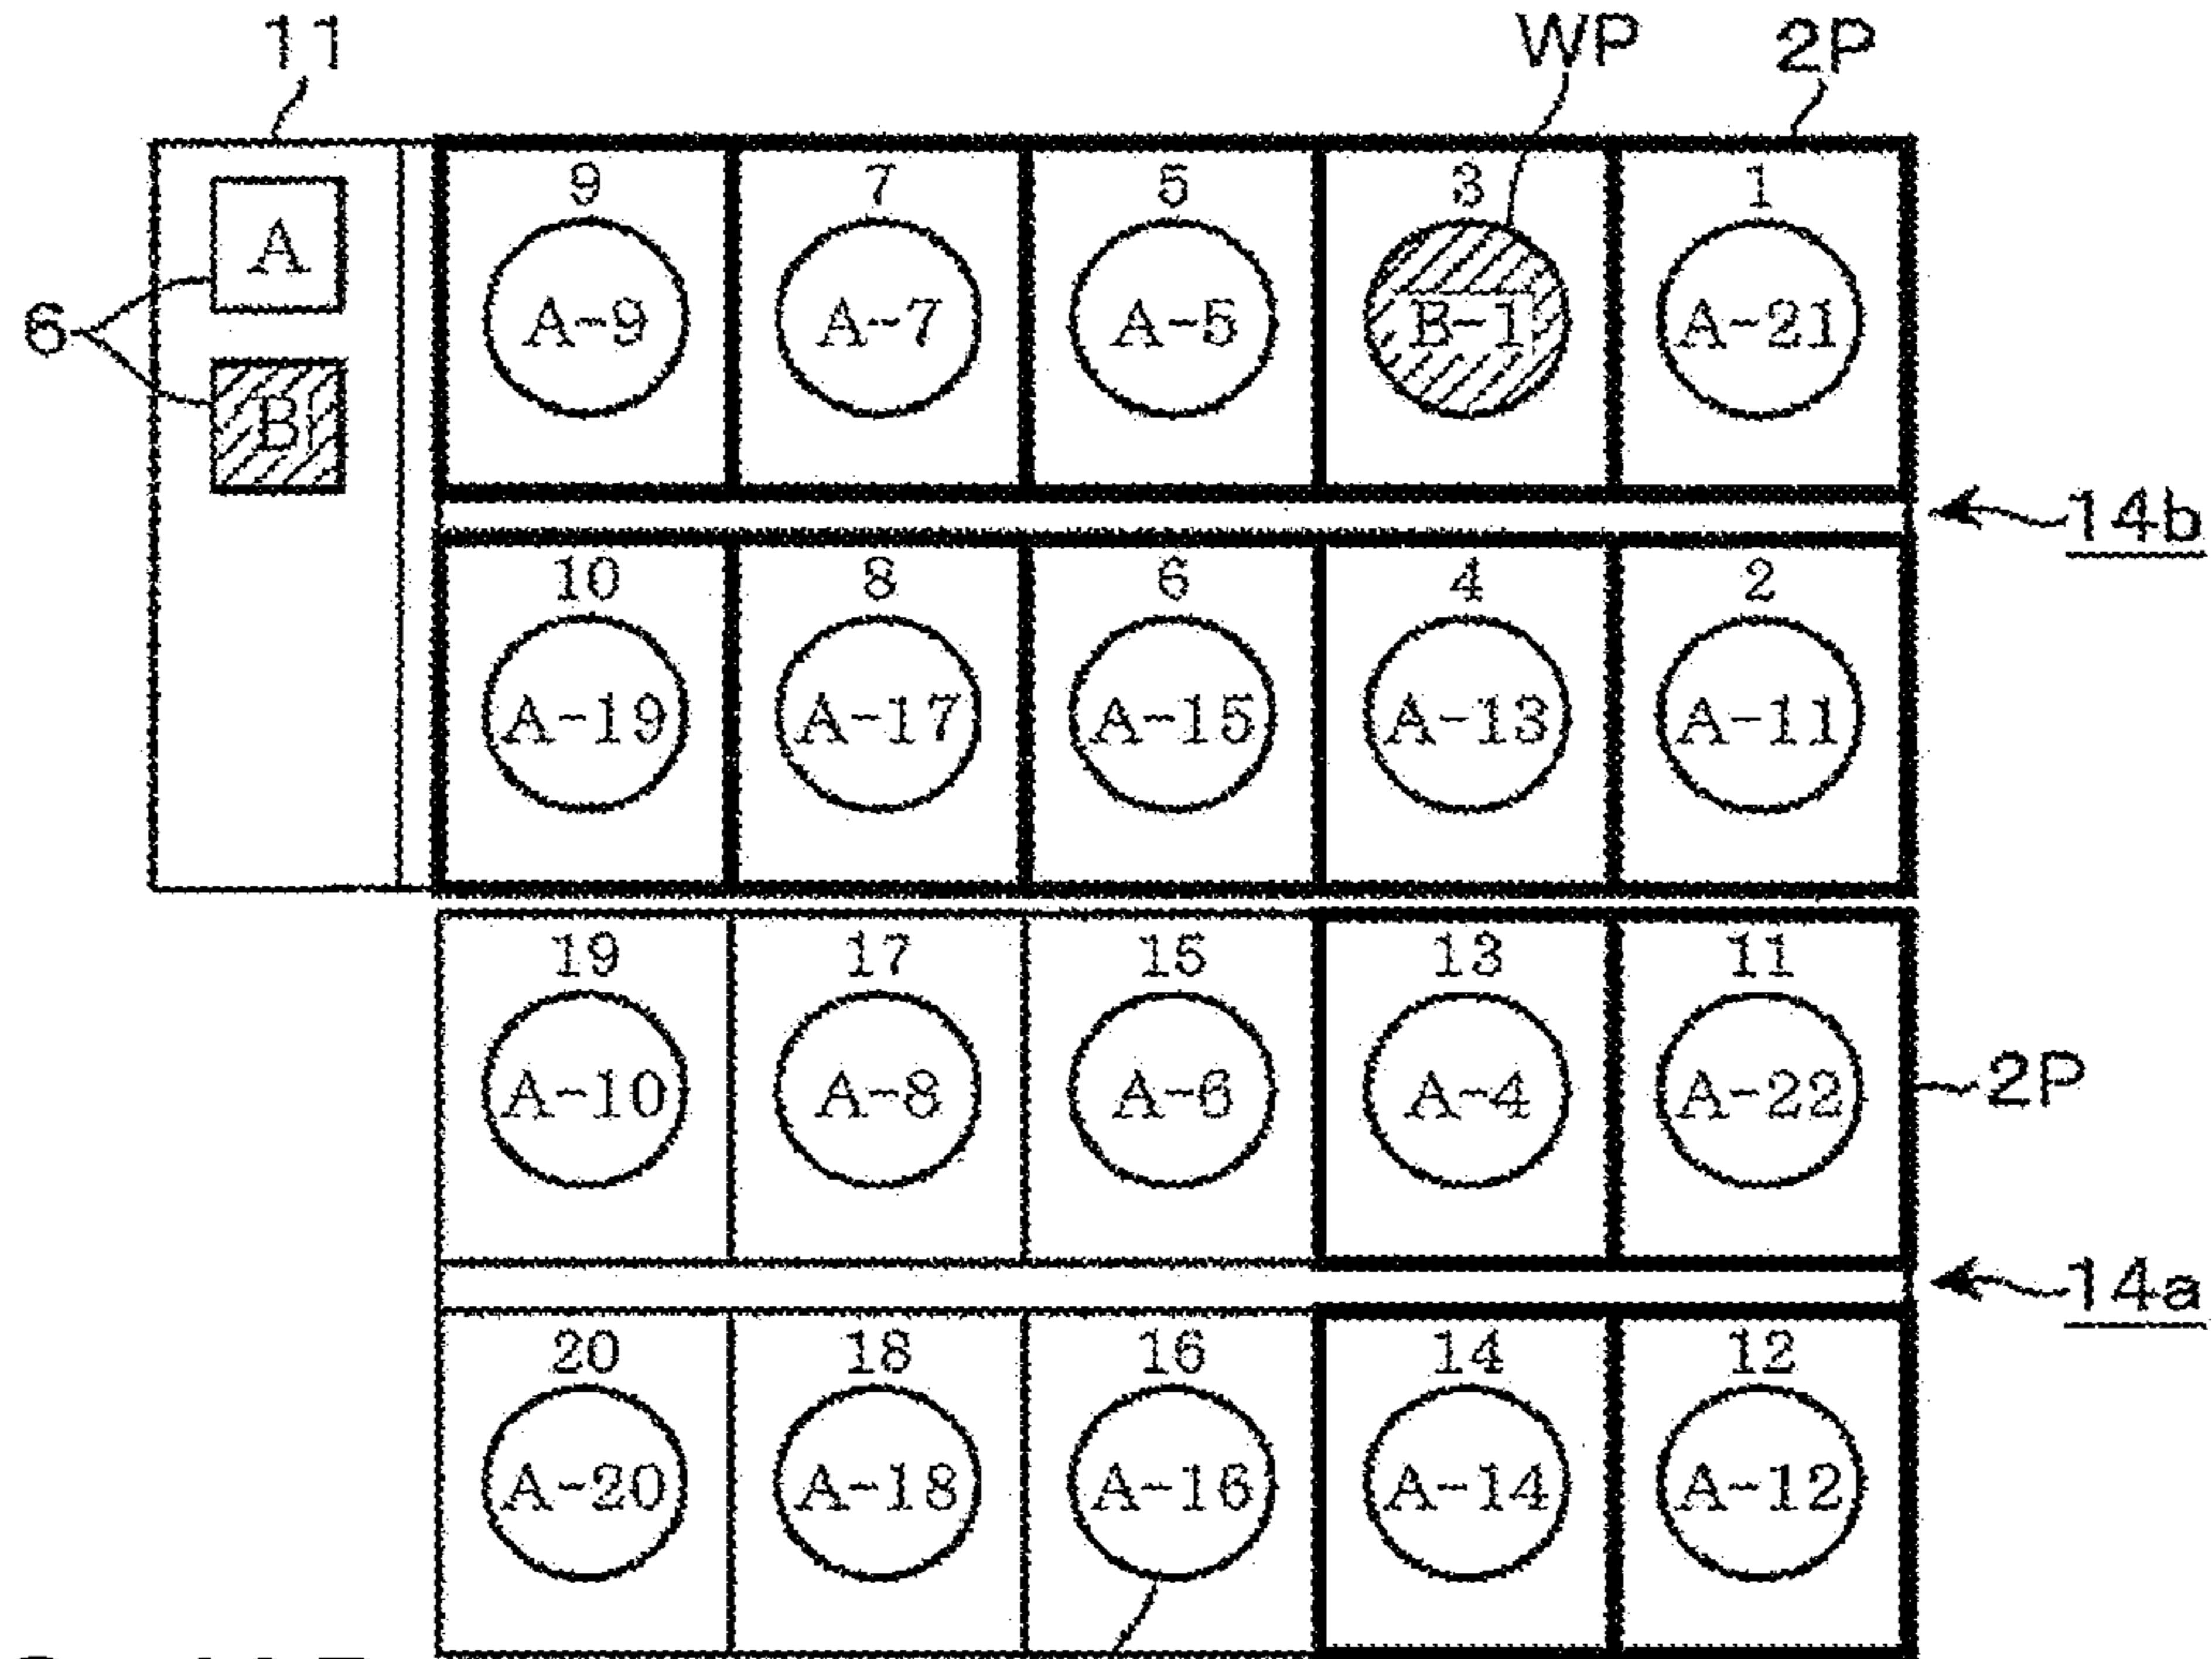 11 WP 2P
9 7 5 3 1
A
A-9 A-7 A-5 B-1 A-21
6
B
14b
10 8 6 4 2
A-19 A-17 A-15 A-13 A-11
19 17 15 13 11
A-10 A-8 A-6 A-4 A-22
2P
14a
20 18 16 14 12
A-20 A-18 A-16 A-14 A-12